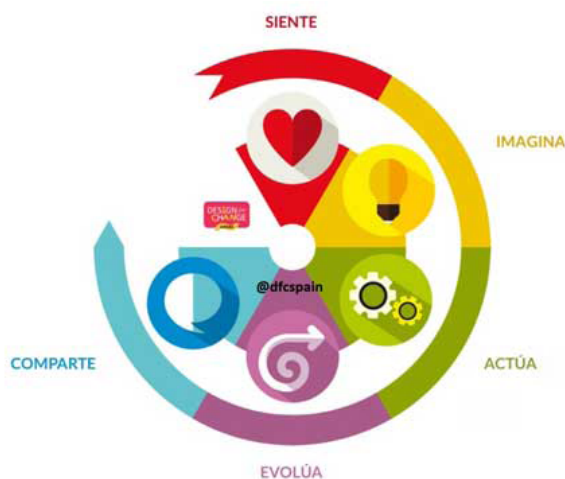 SIENTE
IMAGINA
DESIGN for
CHANGE
@dfcspain
COMPARTE
ACTÚA
EVOLÚA